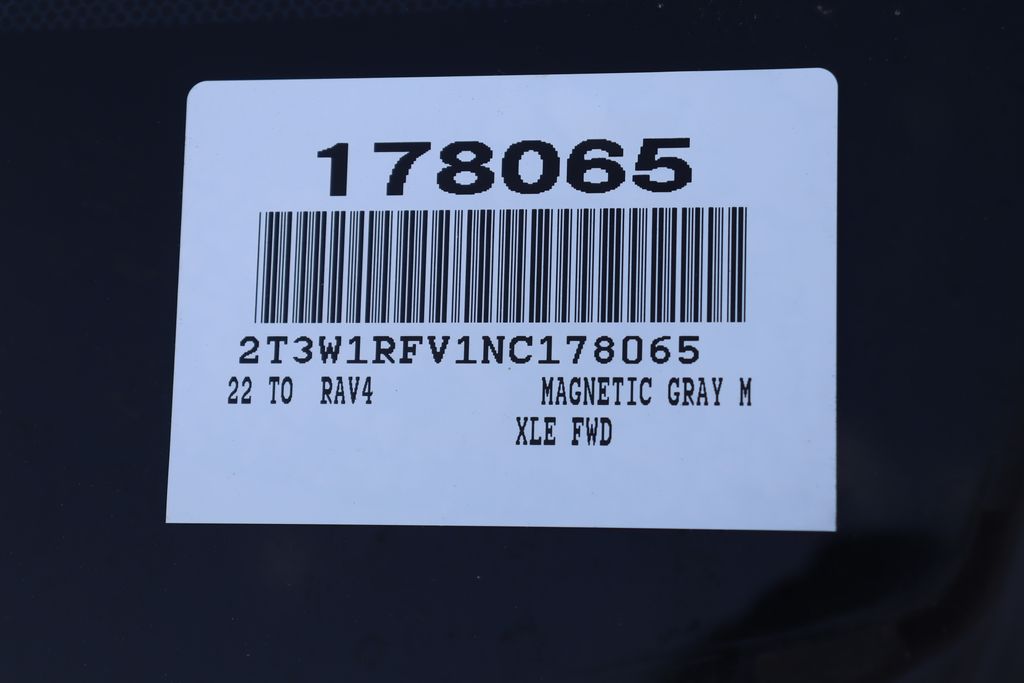 178065
2T3W1RFV1NC178065
22 TO RAV4 MAGNETIC GRAY M
XLE FWD